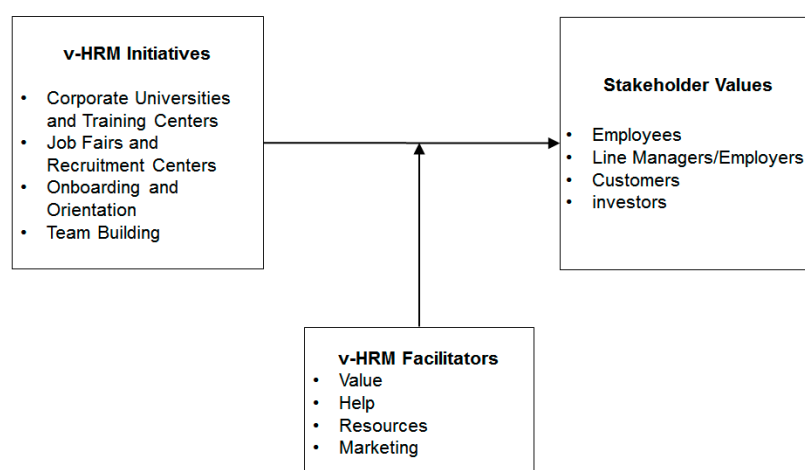 v-HRM Initiatives
• Corporate Universities
and Training Centers
• Job Fairs and
Recruitment Centers
• Onboarding and
Orientation
• Team Building
Stakeholder Values
• Employees
• Line Managers/Employers
• Customers
• investors
v-HRM Facilitators
• Value
• Help
• Resources
• Marketing